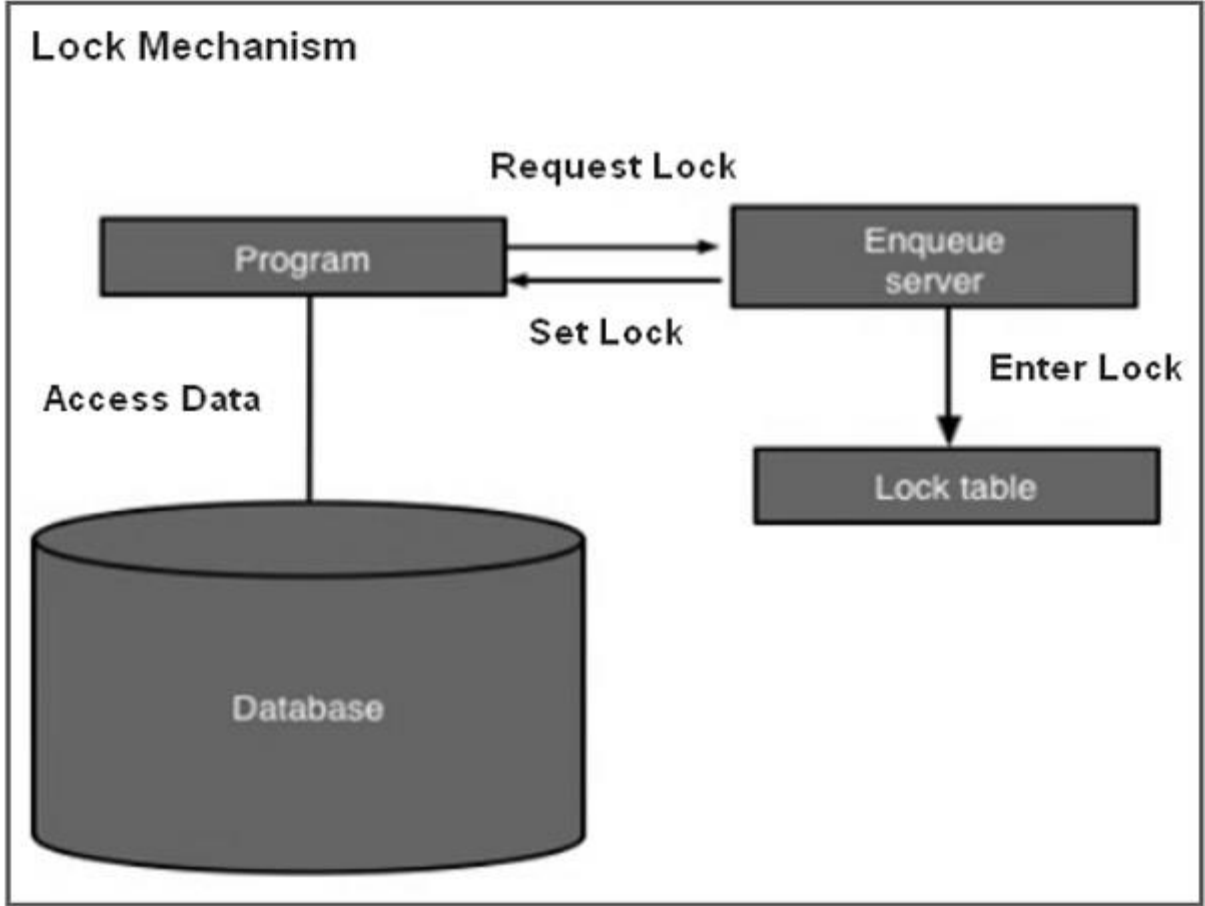 Lock Mechanism
Request Lock
Program
Enqueue
server
Set Lock
Access Data
Enter Lock
Lock table
Database